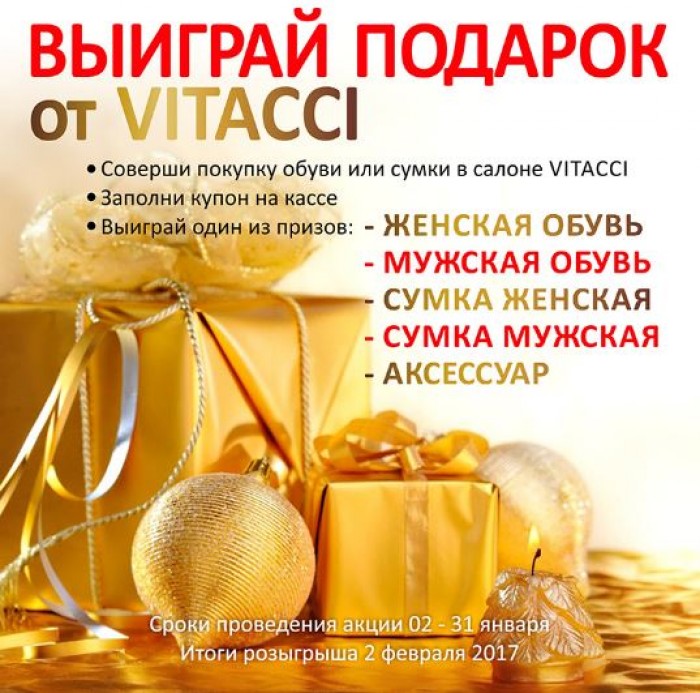 ВЫИГРАЙ ПОДАРОК
от VITACCI
• Соверши покупку обуви или сумки в салоне VITACCI
• Заполни купон на кассе
• Выиграй один из призов: - ЖЕНСКАЯ ОБУВЬ
- МУЖСКАЯ ОБУВЬ
- СУМКА ЖЕНСКАЯ
- СУМКА МУЖСКАЯ
- АКСЕССУАР
Сроки проведения акции 02 - 31 января
Итоги розыгрыша 2 февраля 2017